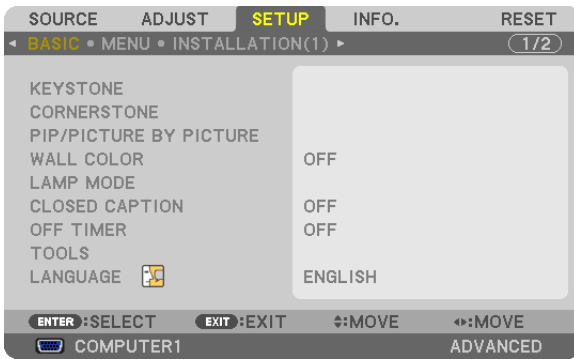 SOURCE ADJUST SETUP INFO. RESET
◂ BASIC • MENU • INSTALLATION(1) ▸ 1/2
KEYSTONE
CORNERSTONE
PIP/PICTURE BY PICTURE
WALL COLOR OFF
LAMP MODE
CLOSED CAPTION OFF
OFF TIMER OFF
TOOLS
LANGUAGE ENGLISH
ENTER :SELECT EXIT :EXIT :MOVE :MOVE
COMPUTER1 ADVANCED